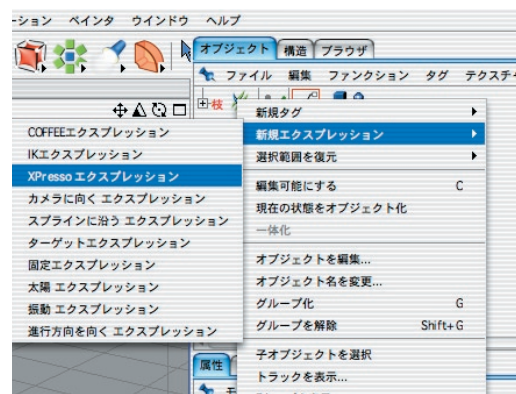 ーション ペインタ ウインドウ ヘルプ
オブジェクト 構造 ブラウザ
ファイル 編集 ファンクション タグ テクスチャ
枝
新規タグ
新規エクスプレッション
選択範囲を復元
編集可能にする C
現在の状態をオブジェクト化
一体化
オブジェクトを編集...
オブジェクト名を変更...
グループ化 G
グループを解除 Shift+G
子オブジェクトを選択
トラックを表示...
COFFEEエクスプレッション
IKエクスプレッション
XPresso エクスプレッション
カメラに向く エクスプレッション
スプラインに沿う エクスプレッション
ターゲットエクスプレッション
固定エクスプレッション
太陽 エクスプレッション
振動 エクスプレッション
進行方向を向く エクスプレッション
属性